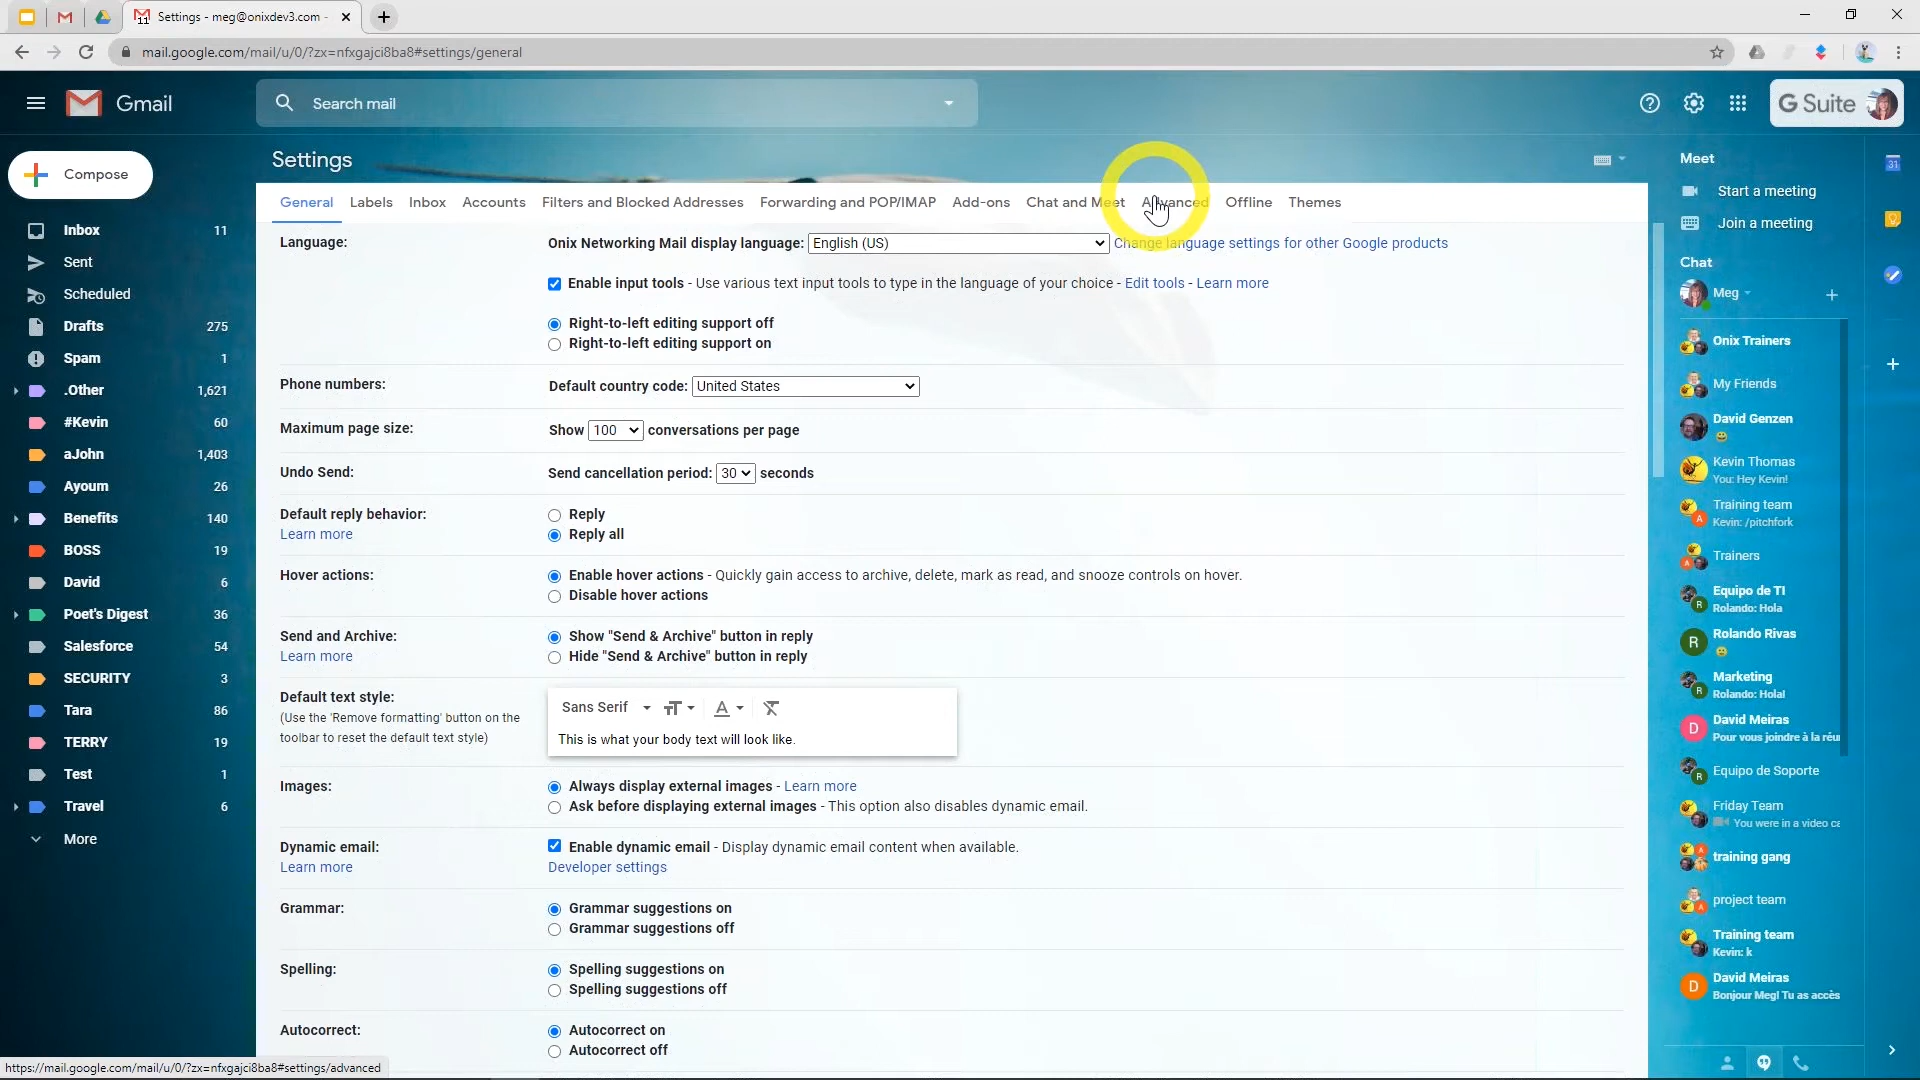 Settings - meg@onixdev3.com -
mail.google.com/mail/u/0/?zx=nfxgajci8ba8#settings/general
Gmail
Search mail
G Suite
Compose
Inbox 11
Sent
Scheduled
Drafts 275
Spam 1
.Other 1,621
#Kevin 60
aJohn 1,403
Ayoum 26
Benefits 140
BOSS 19
David 6
Poet's Digest 36
Salesforce 54
SECURITY 3
Tara 86
TERRY 19
Test 1
Travel 6
More
Settings
General Labels Inbox Accounts Filters and Blocked Addresses Forwarding and POP/IMAP Add-ons Chat and Meet Advanced Offline Themes
Language: Onix Networking Mail display language: English (US) Change language settings for other Google products
Enable input tools - Use various text input tools to type in the language of your choice - Edit tools - Learn more
Right-to-left editing support off
Right-to-left editing support on
Phone numbers: Default country code: United States
Maximum page size: Show 100 conversations per page
Undo Send: Send cancellation period: 30 seconds
Default reply behavior: Reply
Learn more Reply all
Hover actions: Enable hover actions - Quickly gain access to archive, delete, mark as read, and snooze controls on hover.
Disable hover actions
Send and Archive: Show "Send & Archive" button in reply
Learn more Hide "Send & Archive" button in reply
Default text style:
(Use the 'Remove formatting' button on the
toolbar to reset the default text style)
Sans Serif
This is what your body text will look like.
Images: Always display external images - Learn more
Ask before displaying external images - This option also disables dynamic email.
Dynamic email: Enable dynamic email - Display dynamic email content when available.
Learn more Developer settings
Grammar: Grammar suggestions on
Grammar suggestions off
Spelling: Spelling suggestions on
Spelling suggestions off
Autocorrect: Autocorrect on
Autocorrect off
Meet
Start a meeting
Join a meeting
Chat
Meg
Onix Trainers
My Friends
David Genzen
Kevin Thomas
You: Hey Kevin!
Training team
Kevin: /pitchfork
Trainers
Equipo de TI
Rolando: Hola
Rolando Rivas
Marketing
Rolando: Hola!
David Meiras
Pour vous joindre à la réu
Equipo de Soporte
Friday Team
You were in a video ca
training gang
project team
Training team
Kevin: k
David Meiras
Bonjour Meg! Tu as accès
https://mail.google.com/mail/u/0/?zx=nfxgajci8ba8#settings/advanced